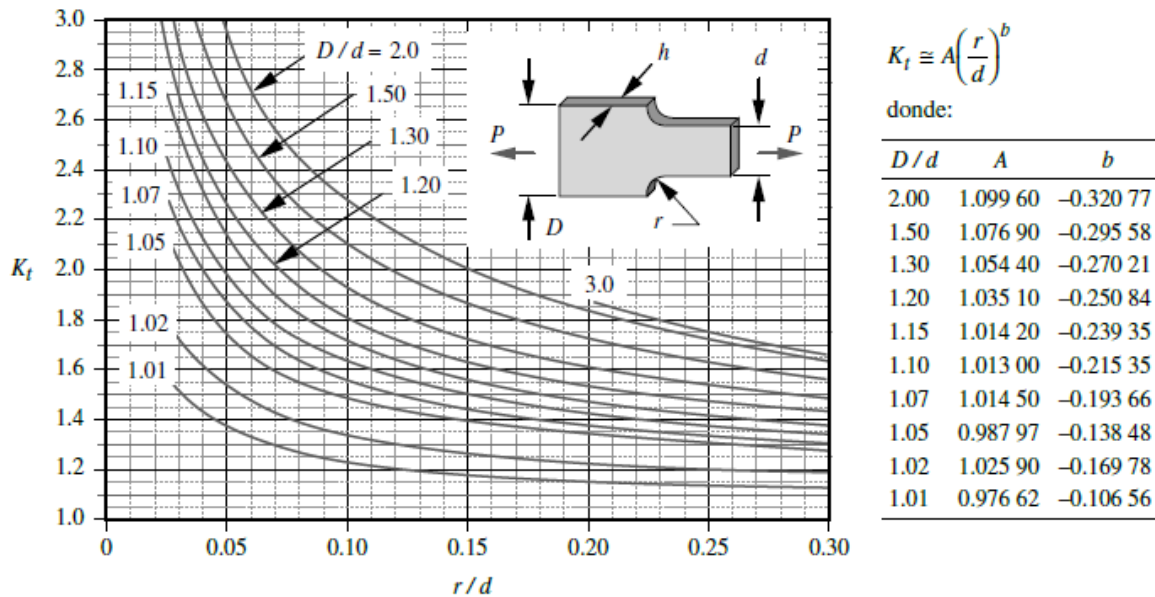 3.0
2.8
2.6
2.4
2.2
2.0
1.8
1.6
1.4
1.2
1.0
K_t
0
0.05
0.10
0.15
0.20
0.25
0.30
r / d
D / d = 2.0
1.50
1.30
1.20
1.15
1.10
1.07
1.05
1.02
1.01
3.0
h
d
P
P
D
r
K_t ≅ A(r/d)^b
donde:
D / d A b
2.00 1.099 60 –0.320 77
1.50 1.076 90 –0.295 58
1.30 1.054 40 –0.270 21
1.20 1.035 10 –0.250 84
1.15 1.014 20 –0.239 35
1.10 1.013 00 –0.215 35
1.07 1.014 50 –0.193 66
1.05 0.987 97 –0.138 48
1.02 1.025 90 –0.169 78
1.01 0.976 62 –0.106 56